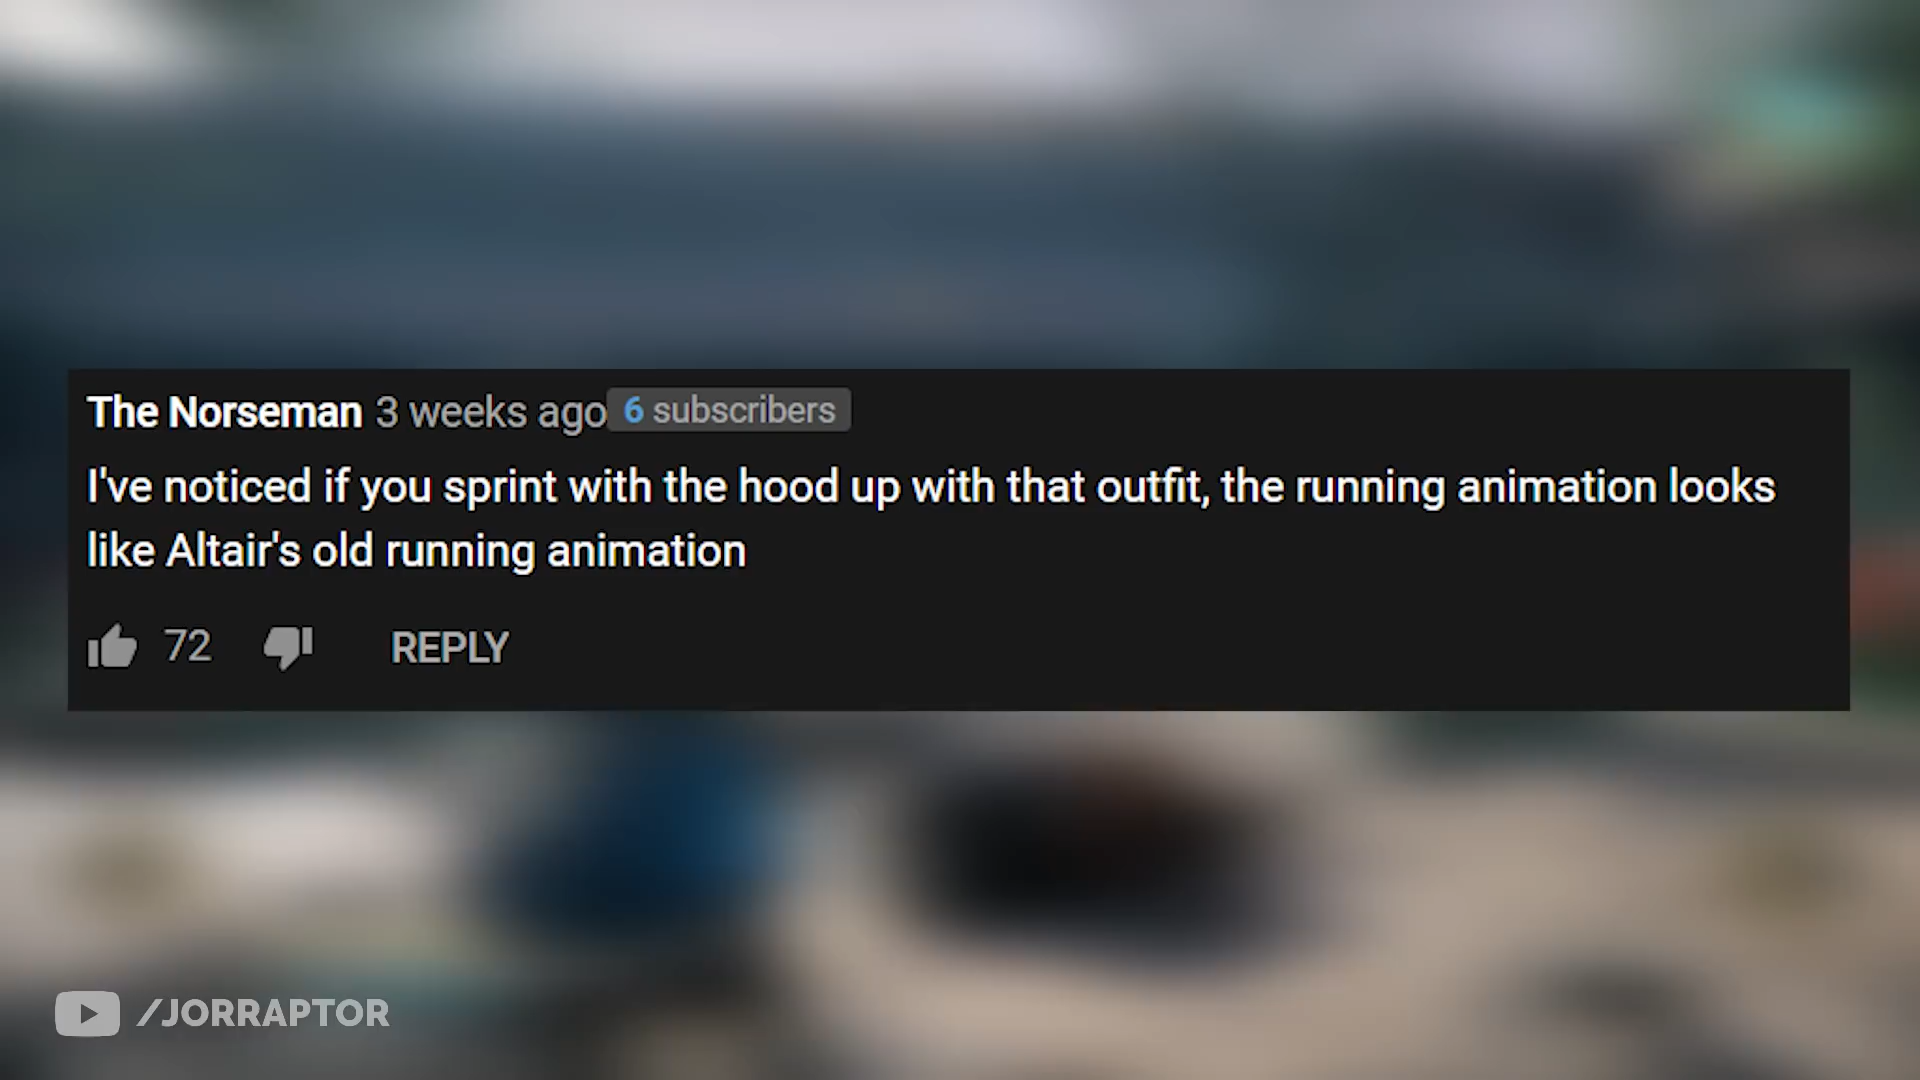 The Norseman 3 weeks ago 6 subscribers
I've noticed if you sprint with the hood up with that outfit, the running animation looks
like Altair's old running animation
72 REPLY
/JORRAPTOR